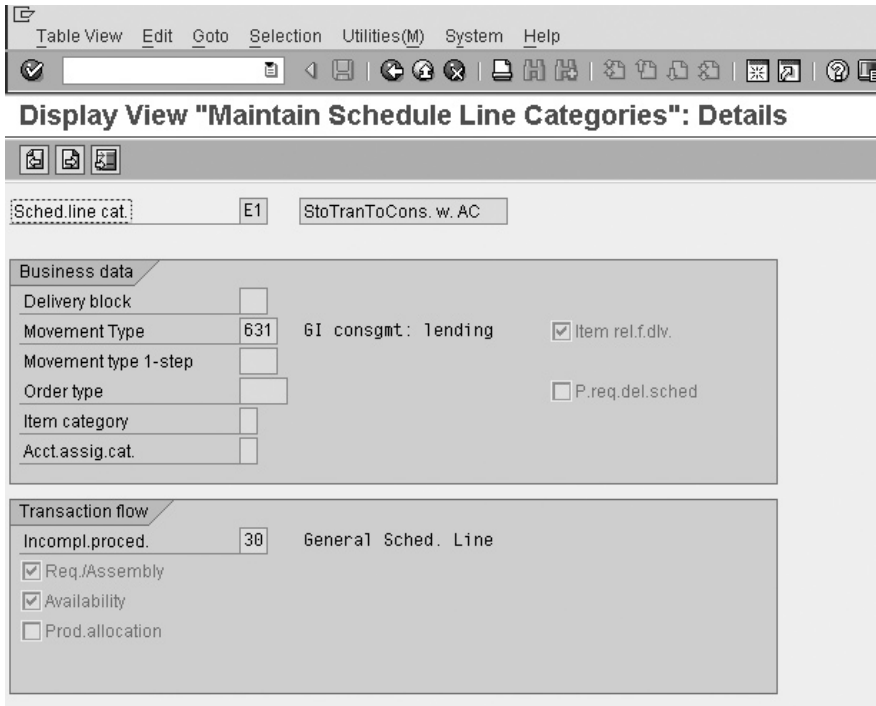 Table View Edit Goto Selection Utilities(M) System Help
Display View "Maintain Schedule Line Categories": Details
Sched.line cat. E1 StoTranToCons. w. AC
Business data
Delivery block
Movement Type 631 GI consgmt: lending Item rel.f.dlv.
Movement type 1-step
Order type P.req.del.sched
Item category
Acct.assig.cat.
Transaction flow
Incompl.proced. 30 General Sched. Line
Req./Assembly
Availability
Prod.allocation